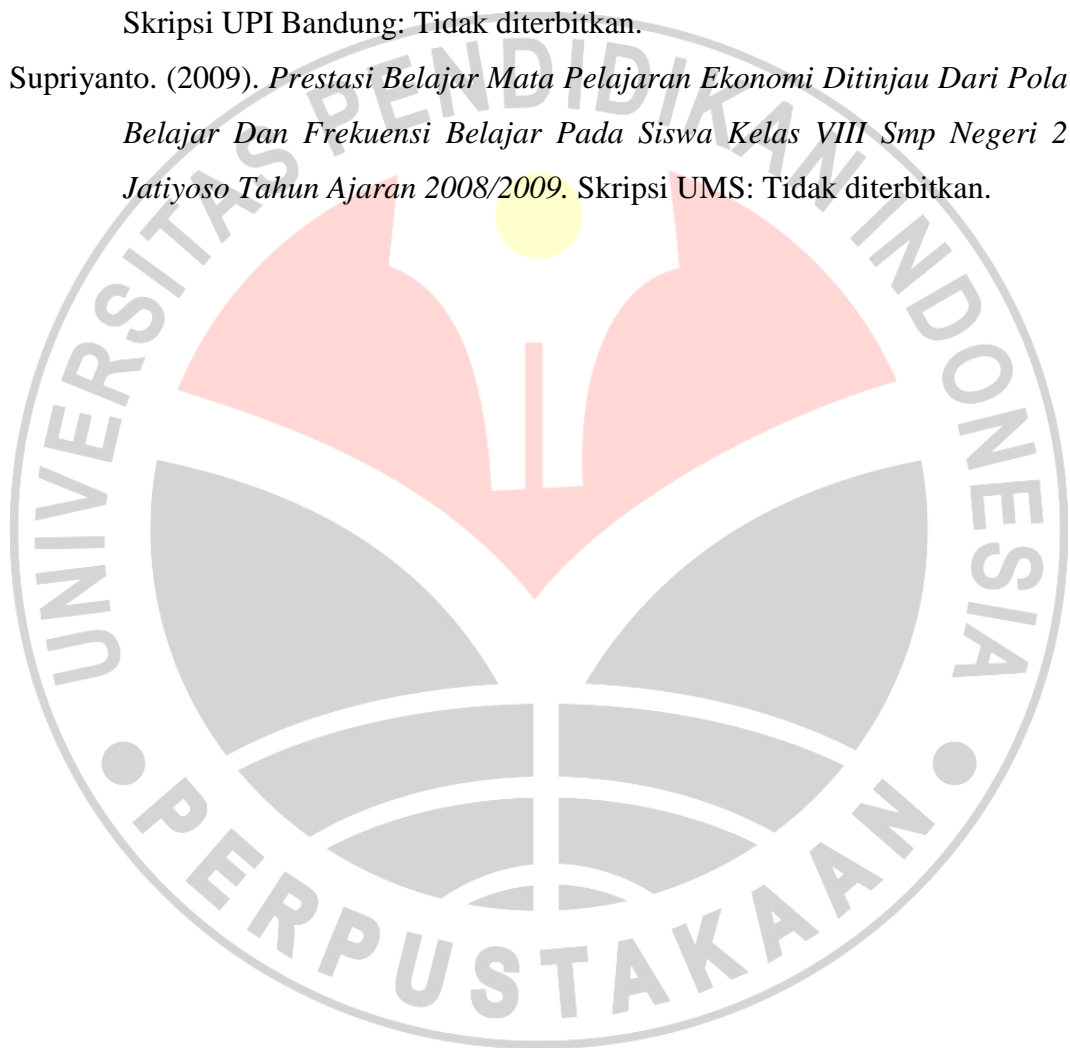 Skripsi UPI Bandung: Tidak diterbitkan.
Supriyanto. (2009). Prestasi Belajar Mata Pelajaran Ekonomi Ditinjau Dari Pola
Belajar Dan Frekuensi Belajar Pada Siswa Kelas VIII Smp Negeri 2
Jatiyoso Tahun Ajaran 2008/2009. Skripsi UMS: Tidak diterbitkan.
UNIVERSITAS PENDIDIKAN INDONESIA
PERPUSTAKAAN